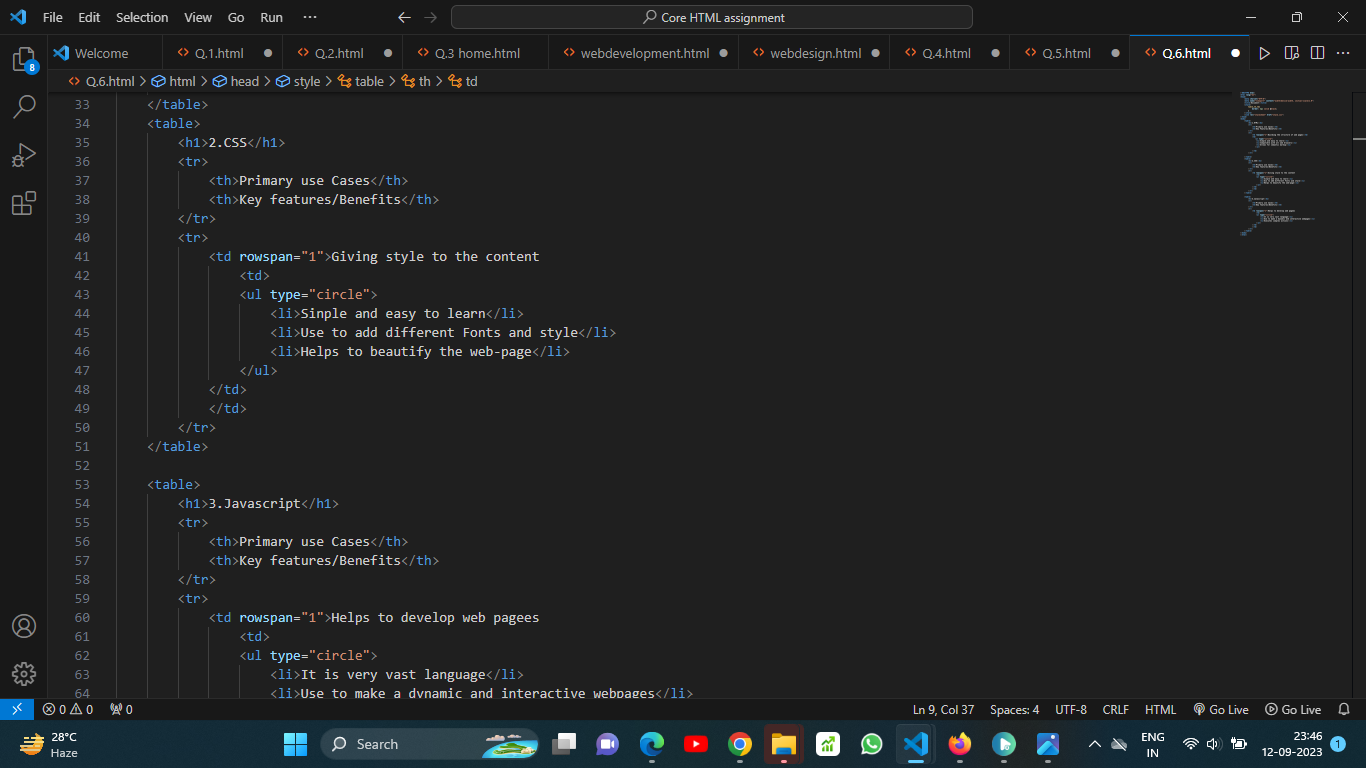 File Edit Selection View Go Run ··· Core HTML assignment
8
Welcome Q.1.html Q.2.html Q.3 home.html webdevelopment.html webdesign.html Q.4.html Q.5.html Q.6.html
Q.6.html > html > head > style > table > th > td
33 </table>
34 <table>
35 <h1>2.CSS</h1>
36 <tr>
37 <th>Primary use Cases</th>
38 <th>Key features/Benefits</th>
39 </tr>
40 <tr>
41 <td rowspan="1">Giving style to the content
42 <td>
43 <ul type="circle">
44 <li>Sinple and easy to learn</li>
45 <li>Use to add different Fonts and style</li>
46 <li>Helps to beautify the web-page</li>
47 </ul>
48 </td>
49 </td>
50 </tr>
51 </table>
52
53 <table>
54 <h1>3.Javascript</h1>
55 <tr>
56 <th>Primary use Cases</th>
57 <th>Key features/Benefits</th>
58 </tr>
59 <tr>
60 <td rowspan="1">Helps to develop web pagees
61 <td>
62 <ul type="circle">
63 <li>It is very vast language</li>
64 <li>Use to make a dynamic and interactive webpages</li>
0 0 0 Ln 9, Col 37 Spaces: 4 UTF-8 CRLF HTML Go Live Go Live
28°C
Haze
Search
ENG
IN
23:46
12-09-2023
1